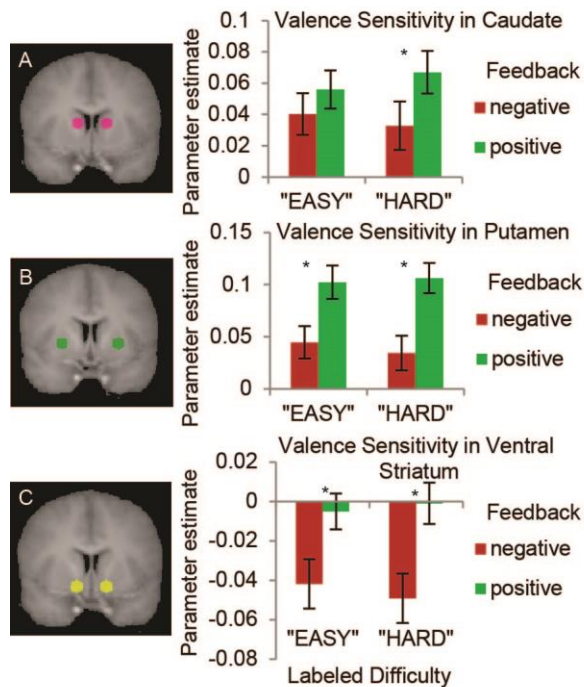 A
Valence Sensitivity in Caudate
Parameter estimate
0.1
0.08
0.06
0.04
0.02
0
*
Feedback
negative
positive
"EASY" "HARD"
B
Valence Sensitivity in Putamen
Parameter estimate
0.15
0.1
0.05
0
* *
Feedback
negative
positive
"EASY" "HARD"
C
Valence Sensitivity in Ventral
Striatum
Parameter estimate
0.02
0
-0.02
-0.04
-0.06
-0.08
* *
Feedback
negative
positive
"EASY" "HARD"
Labeled Difficulty